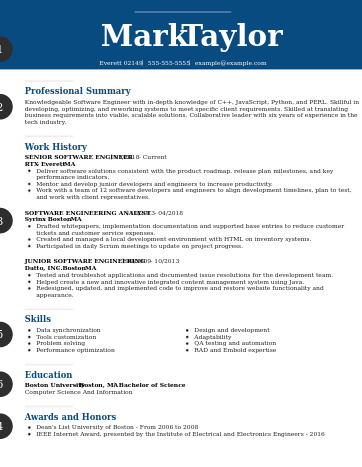 Mark Taylor
Everett 02149 555-555-5555 example@example.com
Professional Summary
Knowledgeable Software Engineer with in-depth knowledge of C++, JavaScript, Python, and PERL. Skillful in
developing, optimizing, and reworking systems to meet specific client requirements. Skilled at translating
business requirements into viable, scalable solutions. Collaborative leader with six years of experience in the
tech industry.
Work History
SENIOR SOFTWARE ENGINEER - Current
RTX Everett, MA
• Deliver software solutions consistent with the product roadmap, release plan milestones, and key
performance indicators.
• Mentor and develop junior developers and engineers to increase productivity.
• Work with a team of 12 software developers and engineers to align development timelines, plan to test,
and work with client representatives.
SOFTWARE ENGINEERING ANALYST - 04/2018
Syrinx Boston, MA
• Drafted whitepapers, implementation documentation and supported base entries to reduce customer
tickets and customer service expenses.
• Created and managed a local development environment with HTML on inventory systems.
• Participated in daily Scrum meetings to update on project progress.
JUNIOR SOFTWARE ENGINEERING - 10/2013
Datto, ING. Boston, MA
• Tested and troubleshot applications and documented issue resolutions for the development team.
• Helped create a new and innovative integrated content management system using Java.
• Redesigned, updated, and implemented code to improve and restore website functionality and
appearance.
Skills
• Data synchronization
• Tools customization
• Problem solving
• Performance optimization
• Design and development
• Adaptability
• QA testing and automation
• RAD and Embold expertise
Education
Boston University Boston, MA Bachelor of Science
Computer Science And Information
Awards and Honors
• Dean's List University of Boston - From 2006 to 2008
• IEEE Internet Award, presented by the Institute of Electrical and Electronics Engineers - 2016
1
2
3
5
6
4